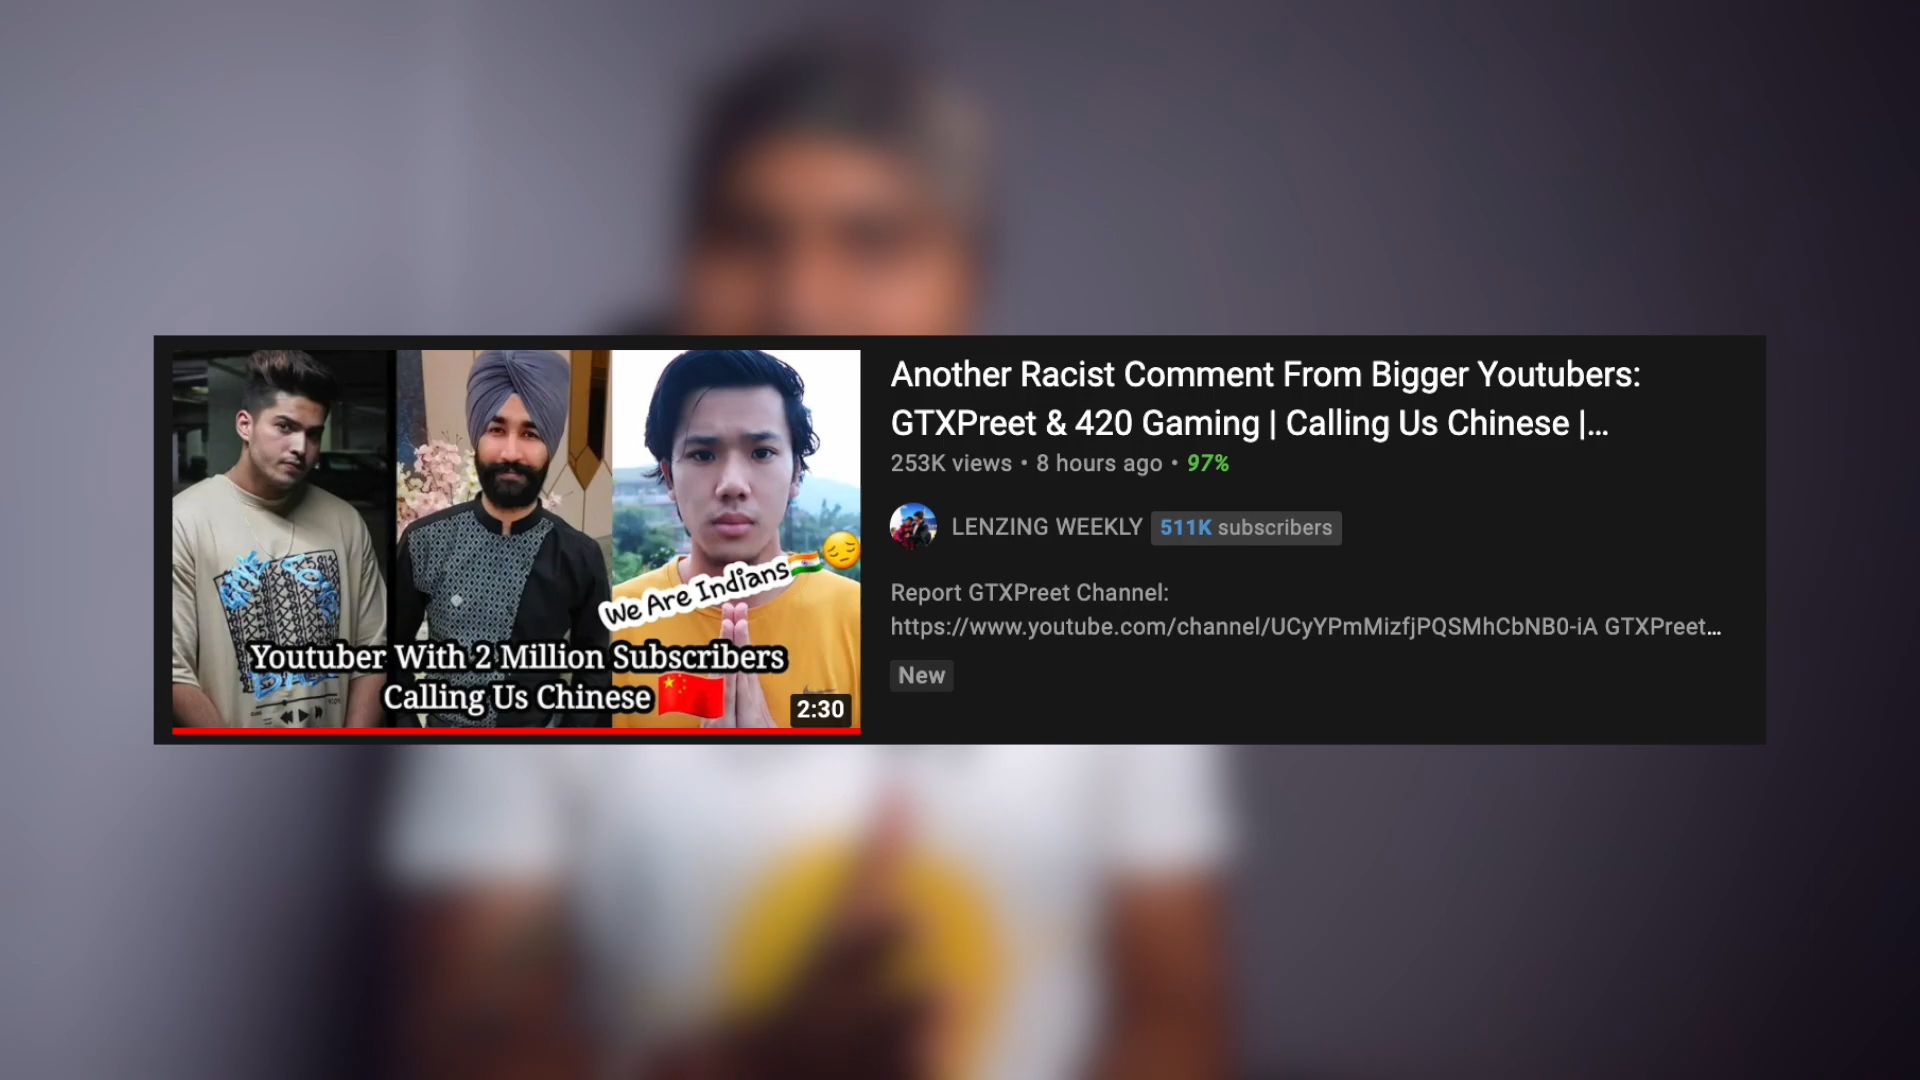 Another Racist Comment From Bigger Youtubers:
GTXPreet & 420 Gaming | Calling Us Chinese |...
253K views • 8 hours ago • 97%
LENZING WEEKLY 511K subscribers
Report GTXPreet Channel:
https://www.youtube.com/channel/UCyYPmMizfjPQSMhCbNB0-iA GTXPreet...
New
We Are Indians
Youtuber With 2 Million Subscribers
Calling Us Chinese
2:30